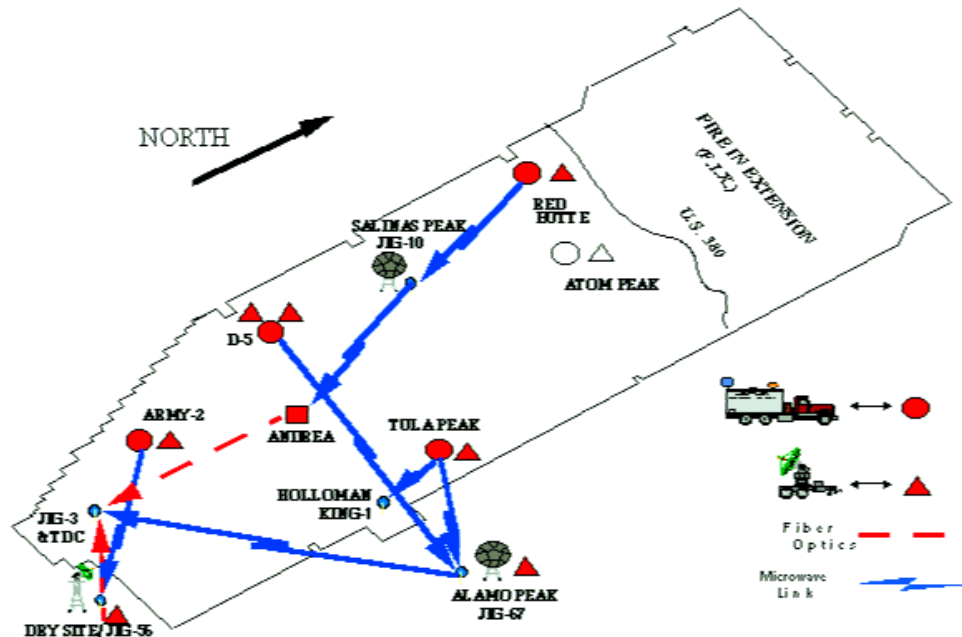 NORTH
FIRE IN EXTENSION
(F.I.X.)
U.S. 380
RED
BUTTE
SALINAS PEAK
JIG-10
ATOM PEAK
D-5
ARMY-2
ANDREA
TULA PEAK
HOLLOMAN
KING-1
JIG-3
&TDC
ALAMO PEAK
JIG-67
DRY SITE/JIG-56
Fiber
Optics
Microwave
Link